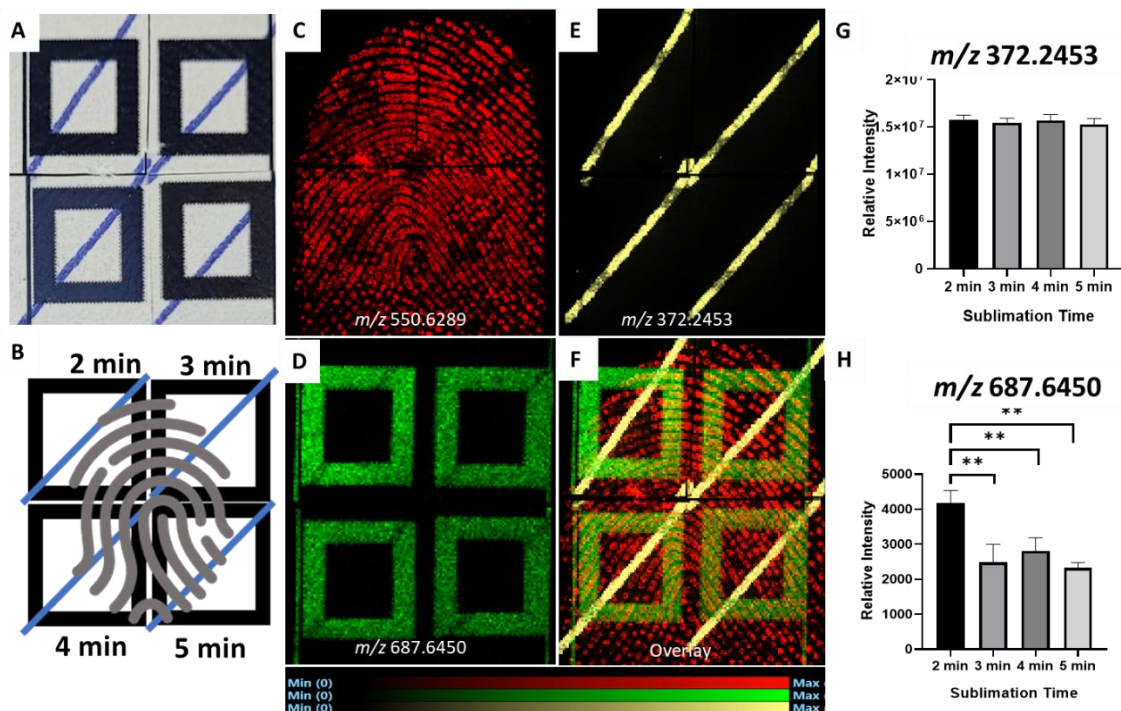 A
B
2 min 3 min
4 min 5 min
C
m/z 550.6289
D
m/z 687.6450
E
m/z 372.2453
F
Overlay
Min (0) Max (
Min (0) Max (
Min (0) Max (
G
m/z 372.2453
Relative Intensity
2×10⁷
1.5×10⁷
1×10⁷
5×10⁶
0
2 min 3 min 4 min 5 min
Sublimation Time
H
m/z 687.6450
**
**
**
Relative Intensity
5000
4000
3000
2000
1000
0
2 min 3 min 4 min 5 min
Sublimation Time